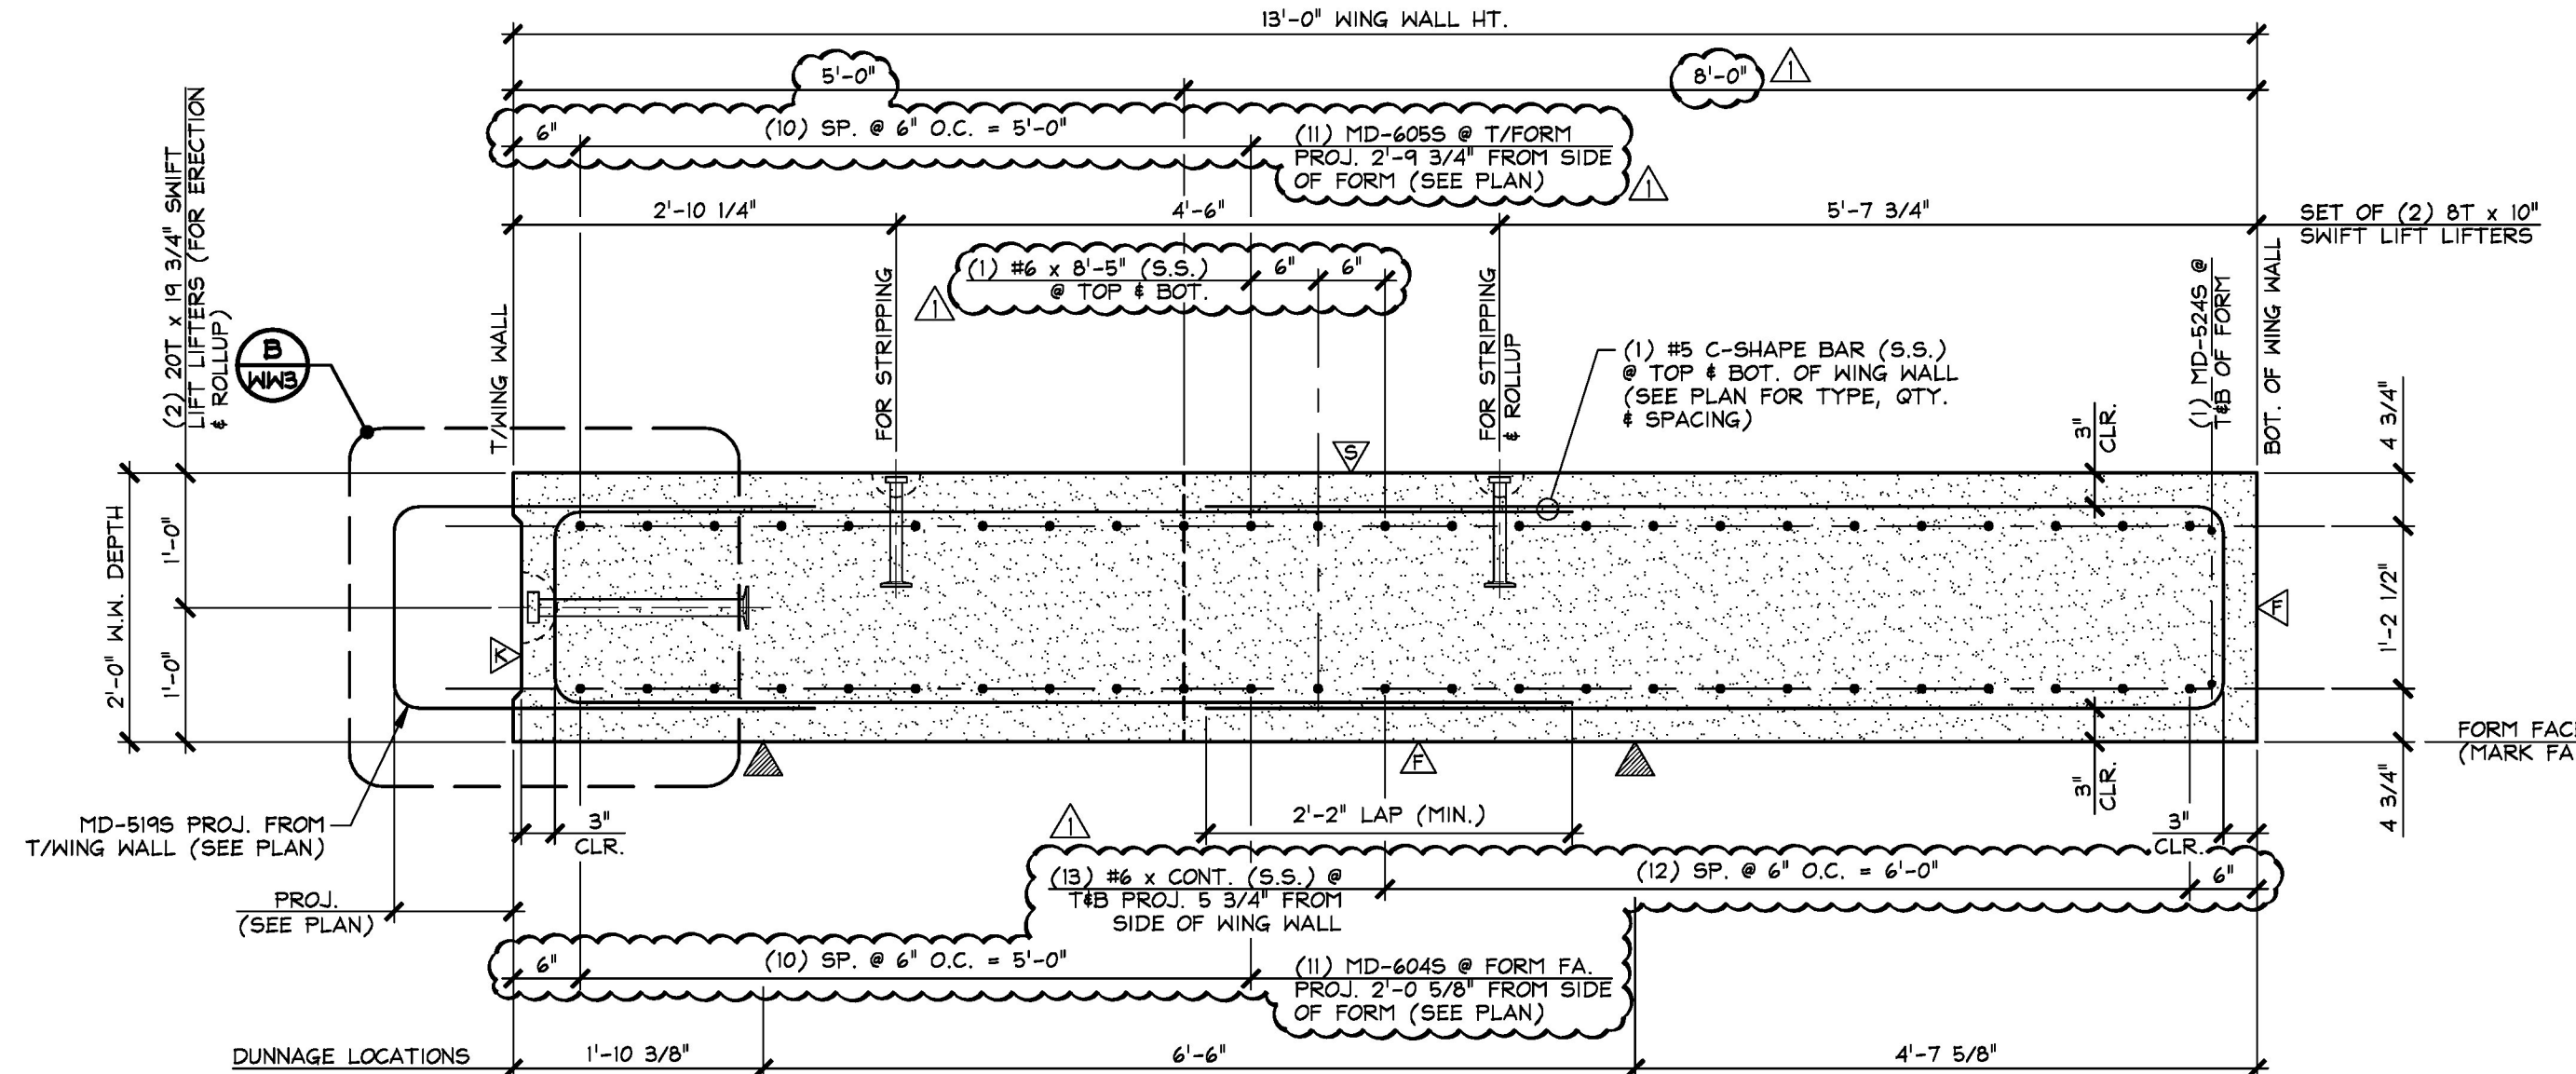 13'-0" WING WALL HT.
5'-0"
8'-0"
1
6"
(10) SP. @ 6" O.C. = 5'-0"
(11) MD-605S @ T/FORM
PROJ. 2'-9 3/4" FROM SIDE
OF FORM (SEE PLAN)
1
2'-10 1/4"
4'-6"
5'-7 3/4"
SET OF (2) 8T x 10"
SWIFT LIFT LIFTERS
(2) 20T x 19 3/4" SWIFT
LIFT LIFTERS (FOR ERECTION
& ROLLUP)
(1) #6 x 8'-5" (S.S.)
@ TOP & BOT.
6"
6"
1
T/WING WALL
FOR STRIPPING
FOR STRIPPING
& ROLLUP
(1) MD-524S @
T&B OF FORM
BOT. OF WING WALL
B
WW3
(1) #5 C-SHAPE BAR (S.S.)
@ TOP & BOT. OF WING WALL
(SEE PLAN FOR TYPE, QTY.
& SPACING)
3"
CLR.
4 3/4"
S
2'-0" W.W. DEPTH
1'-0"
1'-0"
K
F
1'-2 1/2"
F
FORM FAC
(MARK FA
3"
CLR.
4 3/4"
MD-519S PROJ. FROM
T/WING WALL (SEE PLAN)
3"
CLR.
2'-2" LAP (MIN.)
3"
CLR.
1
(13) #6 x CONT. (S.S.) @
T&B PROJ. 5 3/4" FROM
SIDE OF WING WALL
(12) SP. @ 6" O.C. = 6'-0"
6"
PROJ.
(SEE PLAN)
6"
(10) SP. @ 6" O.C. = 5'-0"
(11) MD-604S @ FORM FA.
PROJ. 2'-0 5/8" FROM SIDE
OF FORM (SEE PLAN)
DUNNAGE LOCATIONS
1'-10 3/8"
6'-6"
4'-7 5/8"